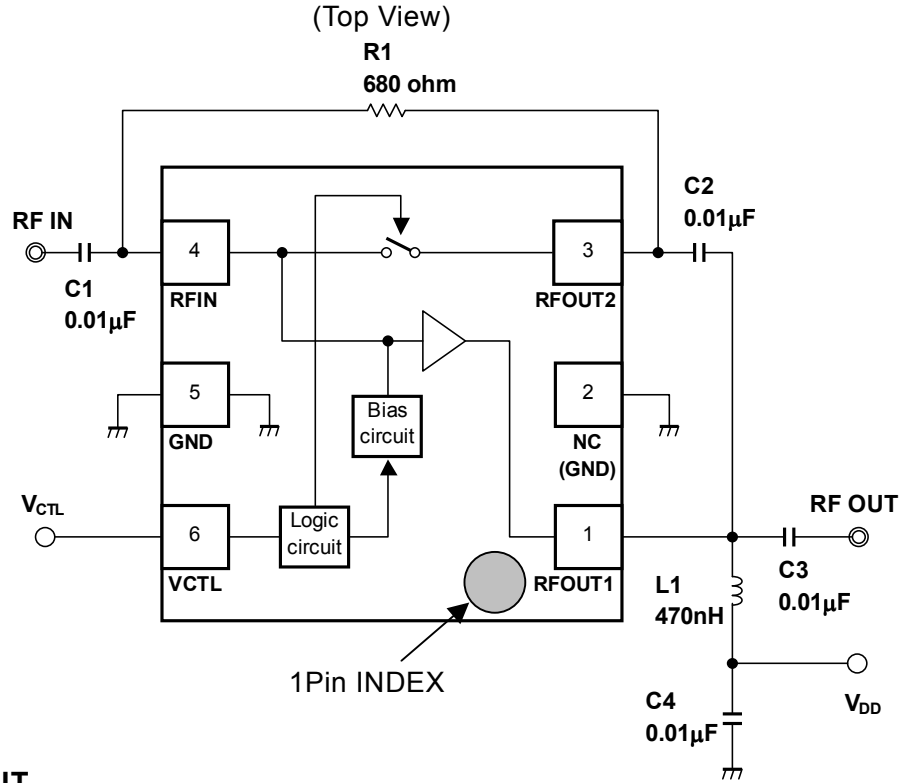 (Top View)
R1
680 ohm
C2
0.01μF
RF IN
4
3
C1
0.01μF
RFIN
RFOUT2
5
2
GND
Bias
circuit
NC
(GND)
VCTL
6
Logic
circuit
1
RF OUT
VCTL
RFOUT1
L1
470nH
C3
0.01μF
1Pin INDEX
C4
0.01μF
VDD